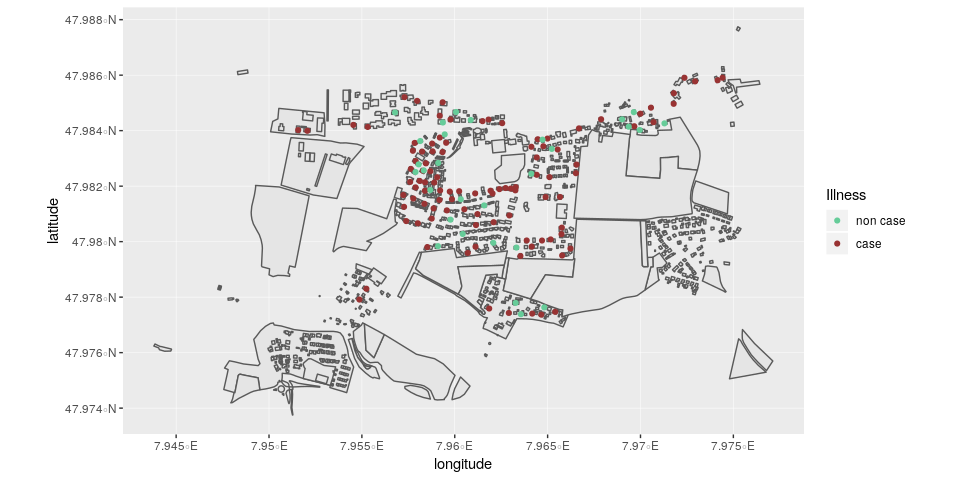 47.988◦N
47.986◦N
47.984◦N
47.982◦N
47.98◦N
47.978◦N
47.976◦N
47.974◦N
latitude
7.945◦E
7.95◦E
7.955◦E
7.96◦E
7.965◦E
7.97◦E
7.975◦E
longitude
Illness
non case
case